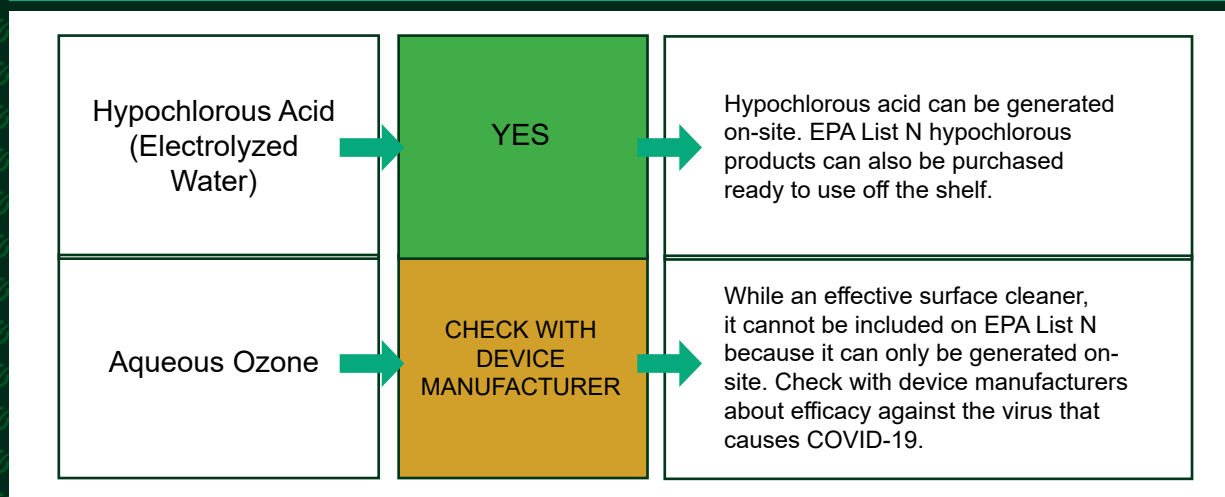 Hypochlorous Acid
(Electrolyzed
Water)
YES
Hypochlorous acid can be generated
on-site. EPA List N hypochlorous
products can also be purchased
ready to use off the shelf.
Aqueous Ozone
CHECK WITH
DEVICE
MANUFACTURER
While an effective surface cleaner,
it cannot be included on EPA List N
because it can only be generated on-
site. Check with device manufacturers
about efficacy against the virus that
causes COVID-19.